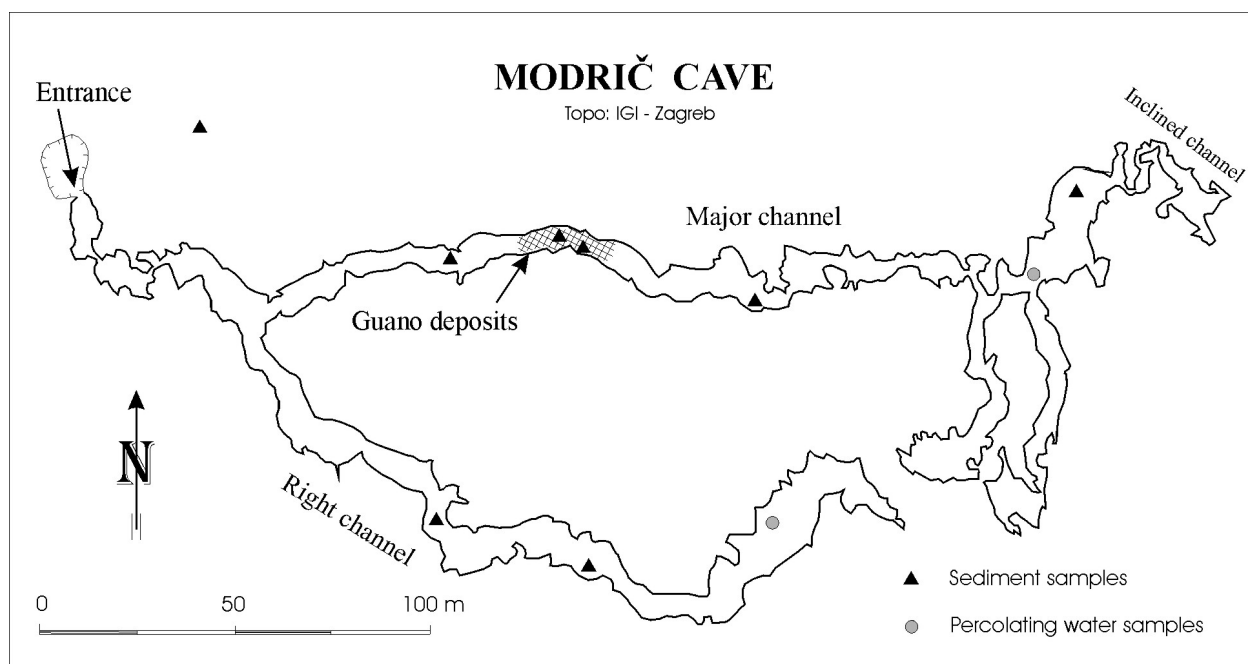 MODRIČ CAVE
Topo: IGI - Zagreb
Entrance
Inclined channel
Major channel
Guano deposits
N
Right channel
0 50 100 m
Sediment samples
Percolating water samples